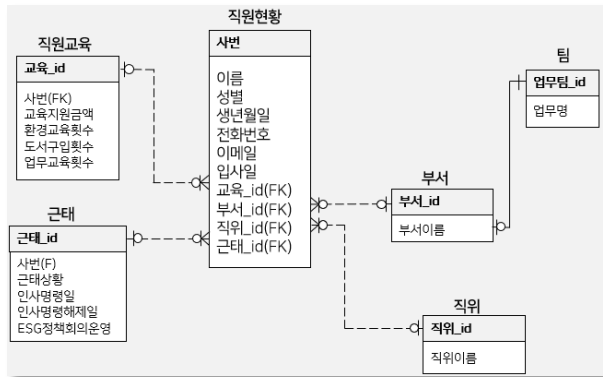 직원교육
교육_id
사번(FK)
교육지원금액
환경교육횟수
도서구입횟수
업무교육횟수
근태
근태_id
사번(F)
근태상황
인사명령일
인사명령해제일
ESG정책회의운영
직원현황
사번
이름
성별
생년월일
전화번호
이메일
입사일
교육_id(FK)
부서_id(FK)
직위_id(FK)
근태_id(FK)
팀
업무팀_id
업무명
부서
부서_id
부서이름
직위
직위_id
직위이름